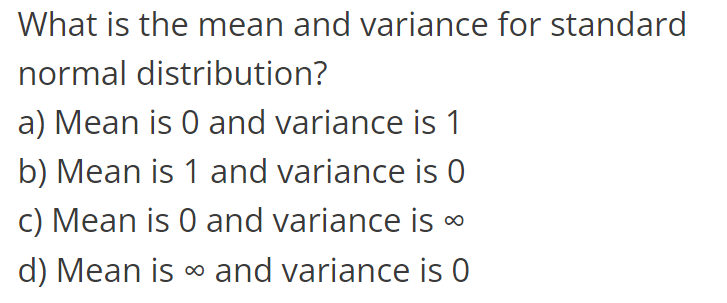 What is the mean and variance for standard
normal distribution?
a) Mean is 0 and variance is 1
b) Mean is 1 and variance is 0
c) Mean is 0 and variance is ∞
d) Mean is ∞ and variance is 0